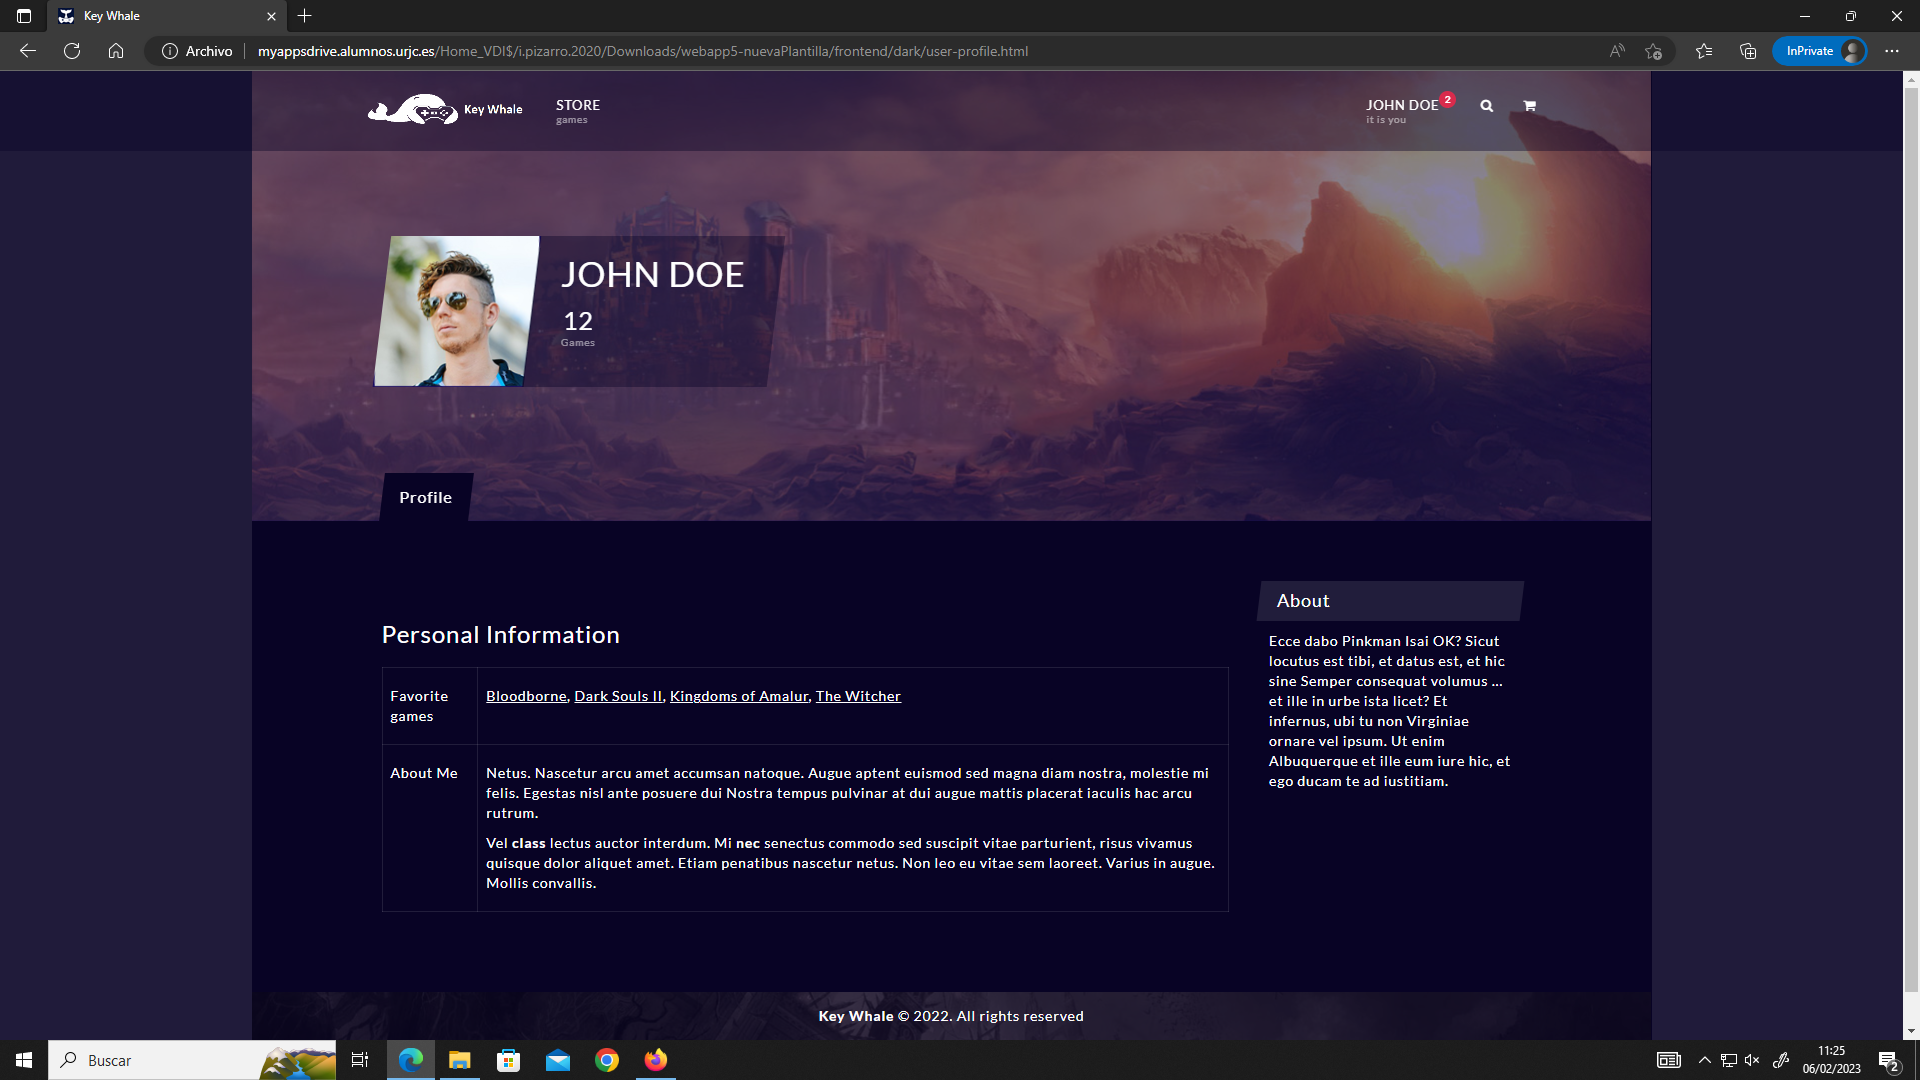 Key Whale
Archivo
myappsdrive.alumnos.urjc.es/Home_VDI$/i.pizarro.2020/Downloads/webapp5-nuevaPlantilla/frontend/dark/user-profile.html
InPrivate
Key Whale
STORE
games
JOHN DOE 2
it is you
JOHN DOE
12
Games
Profile
Personal Information
Favorite games
Bloodborne, Dark Souls II, Kingdoms of Amalur, The Witcher
About Me
Netus. Nascetur arcu amet accumsan natoque. Augue aptent euismod sed magna diam nostra, molestie mi
felis. Egestas nisl ante posuere dui Nostra tempus pulvinar at dui augue mattis placerat iaculis hac arcu
rutrum.
Vel class lectus auctor interdum. Mi nec senectus commodo sed suscipit vitae parturient, risus vivamus
quisque dolor aliquet amet. Etiam penatibus nascetur netus. Non leo eu vitae sem laoreet. Varius in augue.
Mollis convallis.
About
Ecce dabo Pinkman Isai OK? Sicut
locutus est tibi, et datus est, et hic
sine Semper consequat volumus ...
et ille in urbe ista licet? Et
infernus, ubi tu non Virginiae
ornare vel ipsum. Ut enim
Albuquerque et ille eum iure hic, et
ego ducam te ad iustitiam.
Key Whale © 2022. All rights reserved
Buscar
11:25
06/02/2023
2